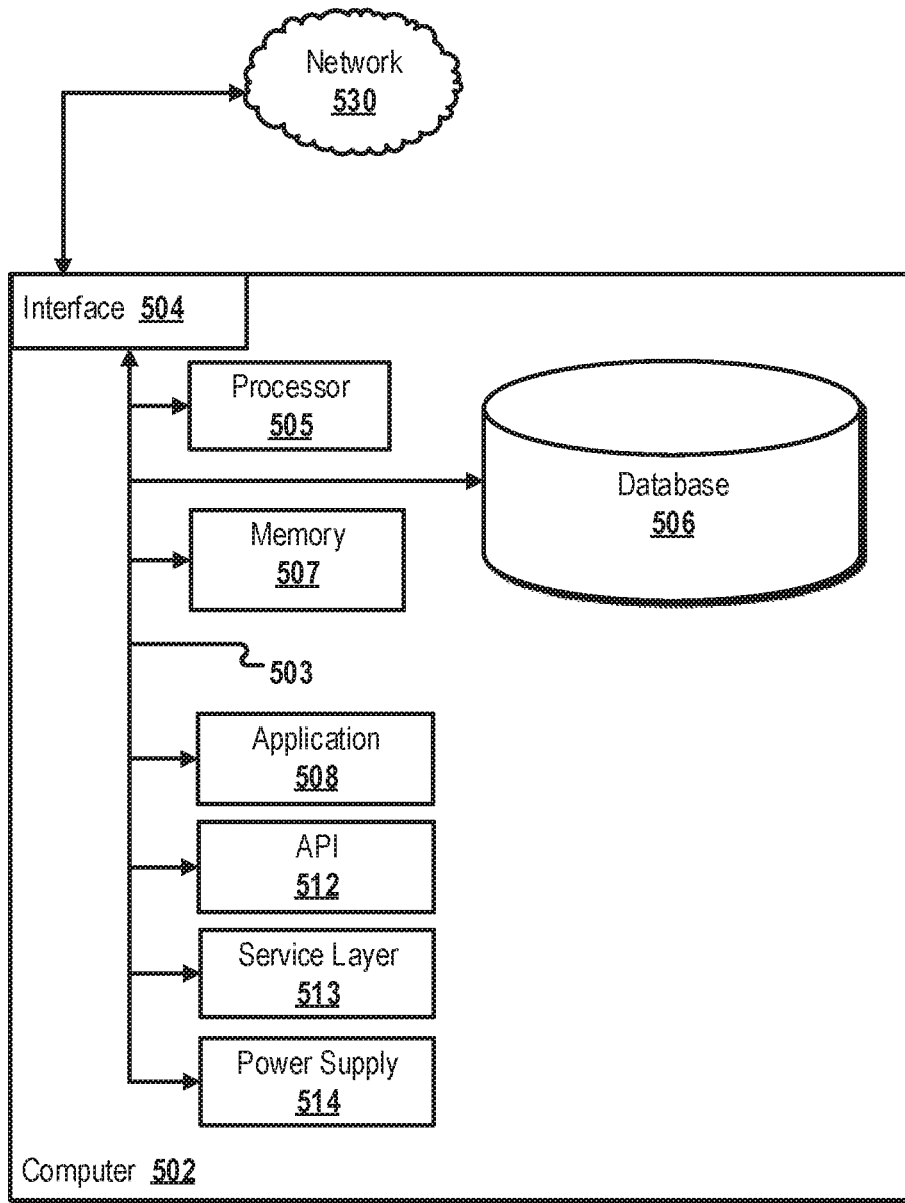 Network
530
Interface 504
Processor
505
Database
506
Memory
507
503
Application
508
API
512
Service Layer
513
Power Supply
514
Computer 502